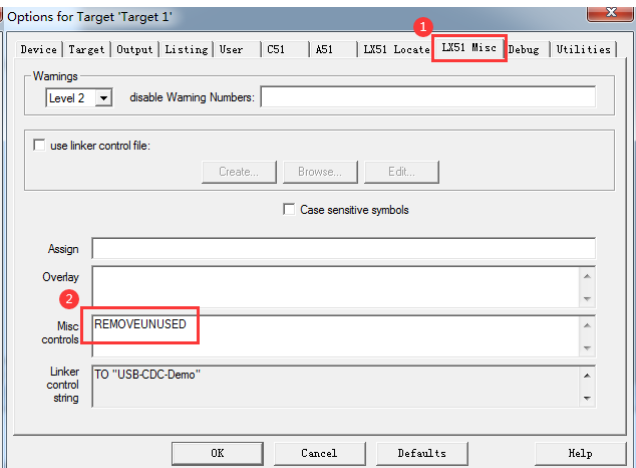 Options for Target 'Target 1'
1
Device Target Output Listing User C51 A51 LX51 Locate LX51 Misc Debug Utilities
Warnings
Level 2 disable Warning Numbers:
use linker control file:
Create... Browse... Edit...
Case sensitive symbols
Assign
Overlay
2
Misc controls REMOVEUNUSED
Linker control string TO "USB-CDC-Demo"
OK Cancel Defaults Help